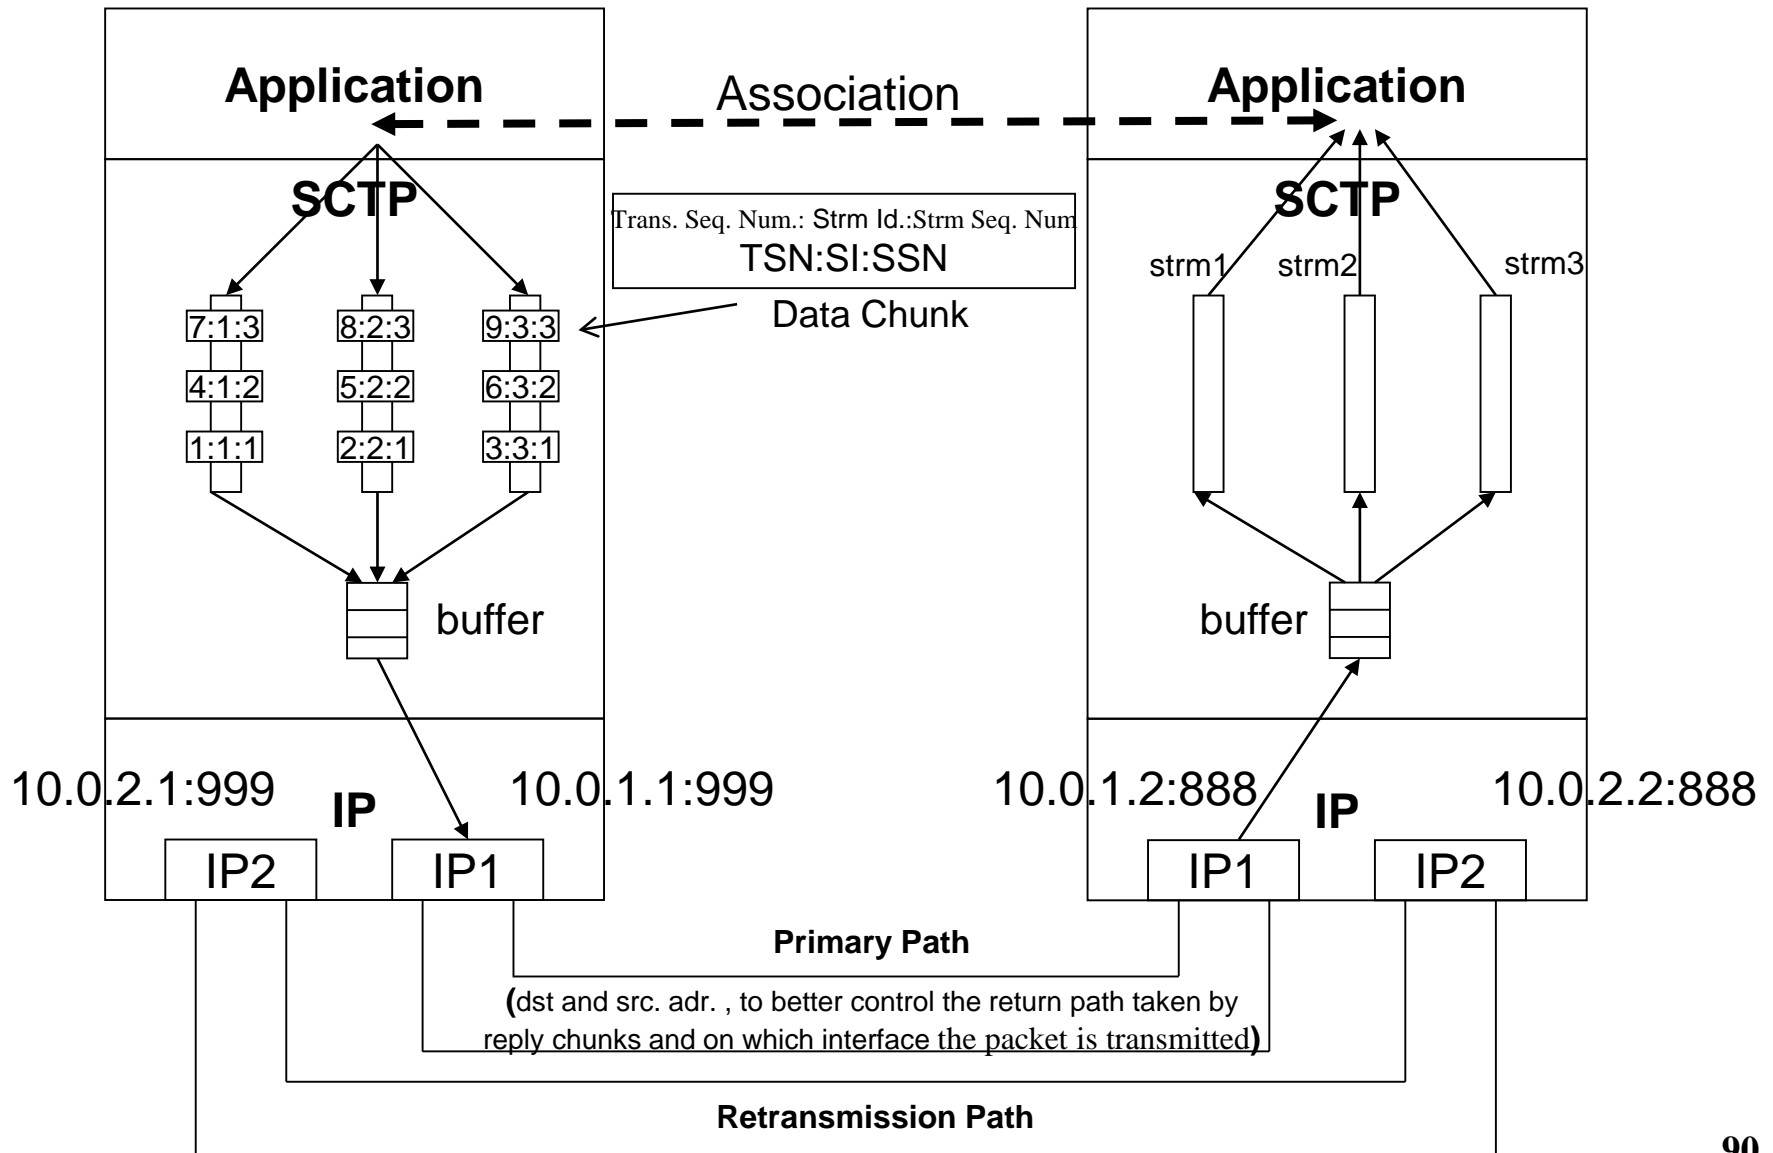 Application
Association
Application
SCTP
SCTP
Trans. Seq. Num.: Strm Id.:Strm Seq. Num
TSN:SI:SSN
strm1
strm2
strm3
7:1:3
8:2:3
9:3:3
Data Chunk
4:1:2
5:2:2
6:3:2
1:1:1
2:2:1
3:3:1
buffer
buffer
10.0.2.1:999
IP
10.0.1.1:999
10.0.1.2:888
IP
10.0.2.2:888
IP2
IP1
IP1
IP2
Primary Path
(dst and src. adr. , to better control the return path taken by
reply chunks and on which interface the packet is transmitted)
Retransmission Path
90